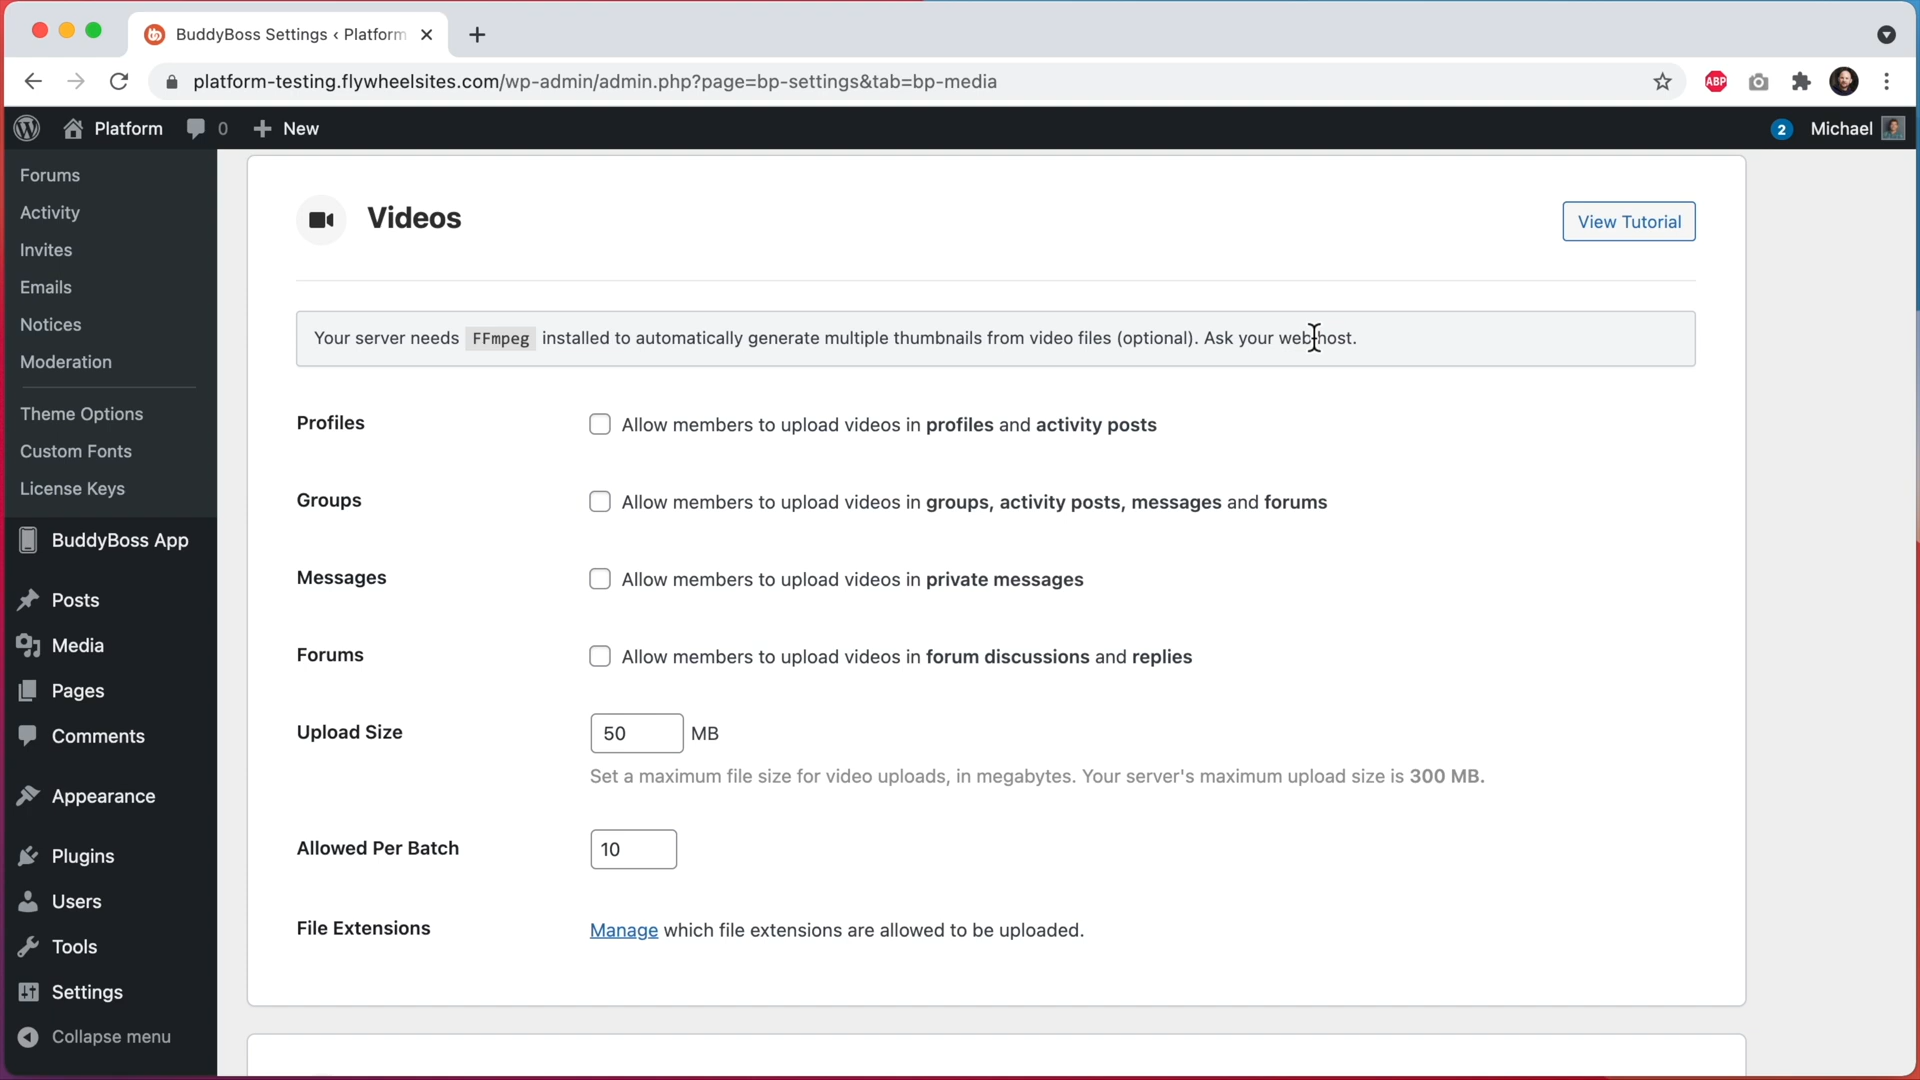 BuddyBoss Settings ‹ Platform
platform-testing.flywheelsites.com/wp-admin/admin.php?page=bp-settings&tab=bp-media
ABP
Platform
0
New
2
Michael
Forums
Activity
Invites
Emails
Notices
Moderation
Theme Options
Custom Fonts
License Keys
BuddyBoss App
Posts
Media
Pages
Comments
Appearance
Plugins
Users
Tools
Settings
Collapse menu
Videos
View Tutorial
Your server needs FFmpeg installed to automatically generate multiple thumbnails from video files (optional). Ask your web host.
Profiles
Allow members to upload videos in profiles and activity posts
Groups
Allow members to upload videos in groups, activity posts, messages and forums
Messages
Allow members to upload videos in private messages
Forums
Allow members to upload videos in forum discussions and replies
Upload Size
50 MB
Set a maximum file size for video uploads, in megabytes. Your server's maximum upload size is 300 MB.
Allowed Per Batch
10
File Extensions
Manage which file extensions are allowed to be uploaded.